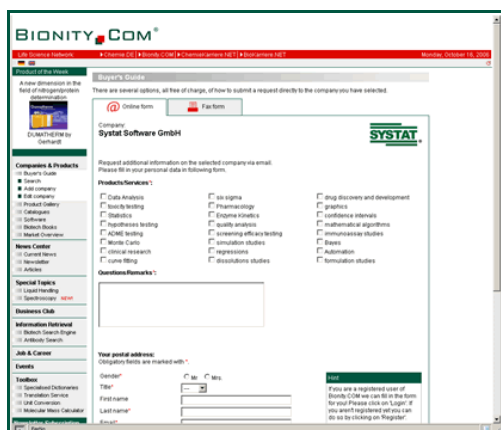 BIONITY.COM
Life Science Network
Chemie.DE Bionity.COM ChemieKarriere.NET BioKarriere.NET
Monday, October 16, 2006
Product of the Week
A new dimension in the
field of nitrogen/protein
determination
DUMATHERM by
Gerhardt
Companies & Products
Buyer's Guide
Search
Add company
Edit company
Product Gallery
Catalogues
Software
Biotech Books
Market Overview
News Center
Current News
Newsletter
Articles
Special Topics
Liquid Handling
Spectroscopy NEW!
Business Club
Information Retrieval
Biotech Search Engine
Antibody Search
Job & Career
Events
Toolbox
Specialised Dictionaries
Translation Service
Unit Conversion
Molecular Mass Calculator
Buyer's Guide
There are several options, all free of charge, of how to submit a request directly to the company you have selected.
@ Online form
Fax form
Company:
Systat Software GmbH
SYSTAT
Request additional information on the selected company via email.
Please fill in your personal data in following form.
Products/Services*:
Data Analysis
six sigma
drug discovery and development
toxicity testing
Pharmacology
graphics
Statistics
Enzyme Kinetics
confidence intervals
hypotheses testing
quality analysis
mathematical algorithms
ADME testing
screening efficacy testing
immunoassay studies
Monte Carlo
simulation studies
Bayes
clinical research
regressions
Automation
curve fitting
dissolutions studies
formulation studies
Questions/Remarks*:
Your postal address:
Obligatory fields are marked with *.
Gender*
Mr.
Mrs.
Title*
---
First name
Last name*
Email*
Hint
If you are a registered user of
Bionity.COM we can fill in the form
for you! Please click on 'Login'. If
you aren't registered yet you can
do so by clicking on 'Register'.
Fertig